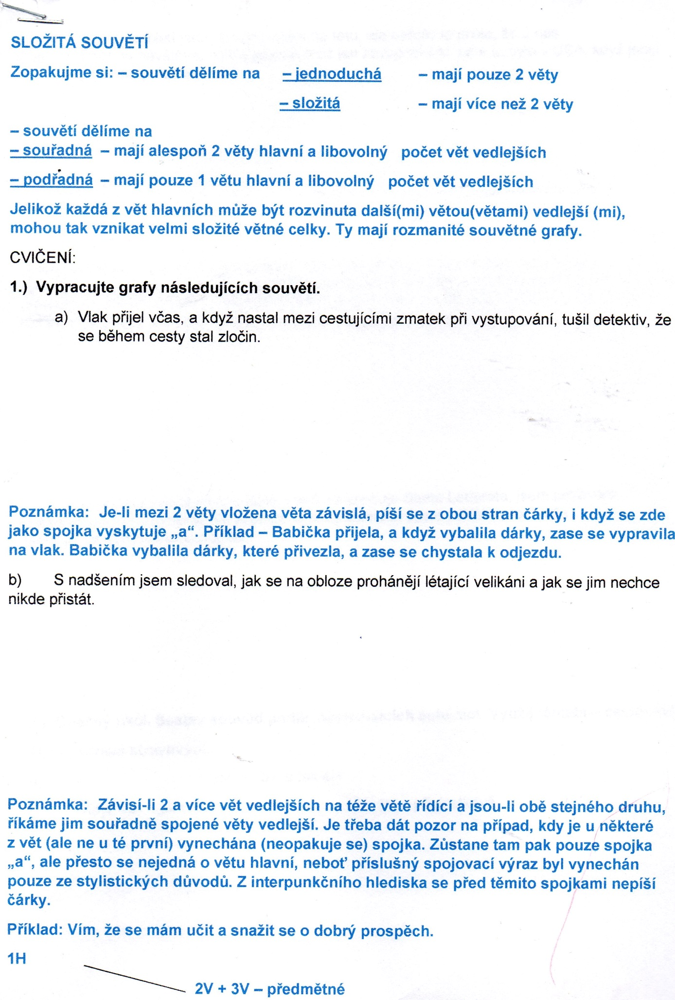 SLOŽITÁ SOUVĚTÍ
Zopakujme si: – souvětí dělíme na – jednoduchá – mají pouze 2 věty
– složitá – mají více než 2 věty
– souvětí dělíme na
– souřadná – mají alespoň 2 věty hlavní a libovolný počet vět vedlejších
– podřadná – mají pouze 1 větu hlavní a libovolný počet vět vedlejších
Jelikož každá z vět hlavních může být rozvinuta další(mi) větou(větami) vedlejší (mi),
mohou tak vznikat velmi složité větné celky. Ty mají rozmanité souvětné grafy.
CVIČENÍ:
1.) Vypracujte grafy následujících souvětí.
a) Vlak přijel včas, a když nastal mezi cestujícími zmatek při vystupování, tušil detektiv, že
se během cesty stal zločin.
Poznámka: Je-li mezi 2 věty vložena věta závislá, píší se z obou stran čárky, i když se zde
jako spojka vyskytuje „a“. Příklad – Babička přijela, a když vybalila dárky, zase se vypravila
na vlak. Babička vybalila dárky, které přivezla, a zase se chystala k odjezdu.
b) S nadšením jsem sledoval, jak se na obloze prohánějí létající velikáni a jak se jim nechce
nikde přistát.
Poznámka: Závisí-li 2 a více vět vedlejších na téže větě řídící a jsou-li obě stejného druhu,
říkáme jim souřadně spojené věty vedlejší. Je třeba dát pozor na případ, kdy je u některé
z vět (ale ne u té první) vynechána (neopakuje se) spojka. Zůstane tam pak pouze spojka
„a“, ale přesto se nejedná o větu hlavní, neboť příslušný spojovací výraz byl vynechán
pouze ze stylistických důvodů. Z interpunkčního hlediska se před těmito spojkami nepíší
čárky.
Příklad: Vím, že se mám učit a snažit se o dobrý prospěch.
1H
2V + 3V – předmětné